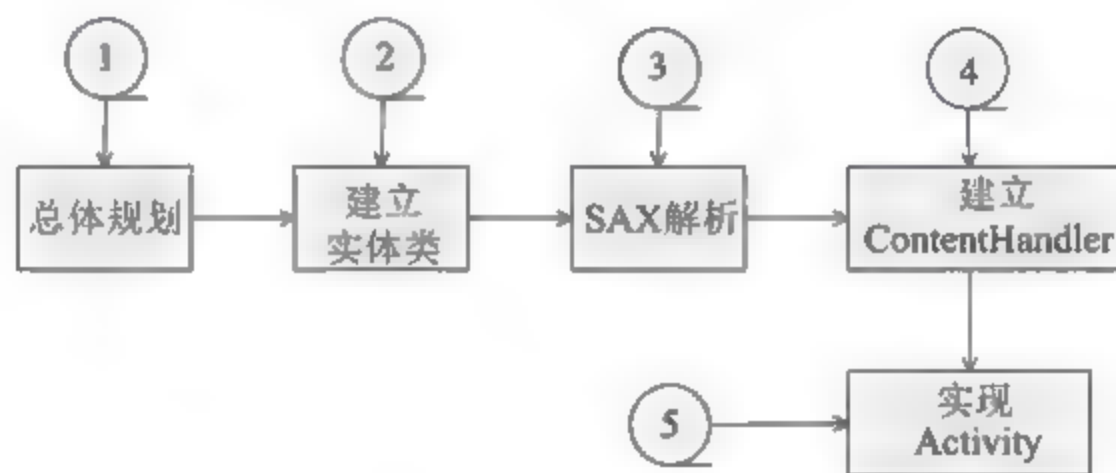 1
2
3
4
总体规划
建立
实体类
SAX解析
建立
ContentHandler
5
实现
Activity